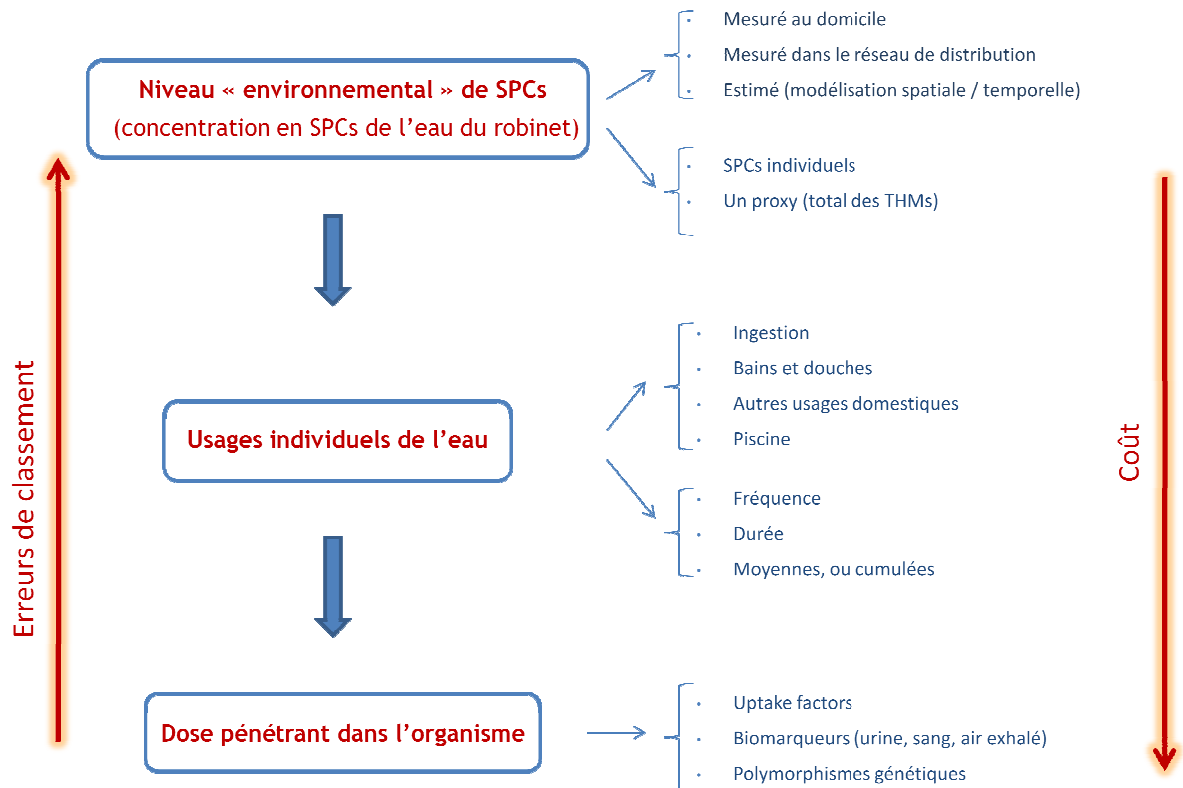 Niveau « environnemental » de SPCs
(concentration en SPCs de l’eau du robinet)
• Mesuré au domicile
• Mesuré dans le réseau de distribution
• Estimé (modélisation spatiale / temporelle)
• SPCs individuels
• Un proxy (total des THMs)
Usages individuels de l’eau
• Ingestion
• Bains et douches
• Autres usages domestiques
• Piscine
• Fréquence
• Durée
• Moyennes, ou cumulées
Dose pénétrant dans l’organisme
• Uptake factors
• Biomarqueurs (urine, sang, air exhalé)
• Polymorphismes génétiques
Erreurs de classement
Coût